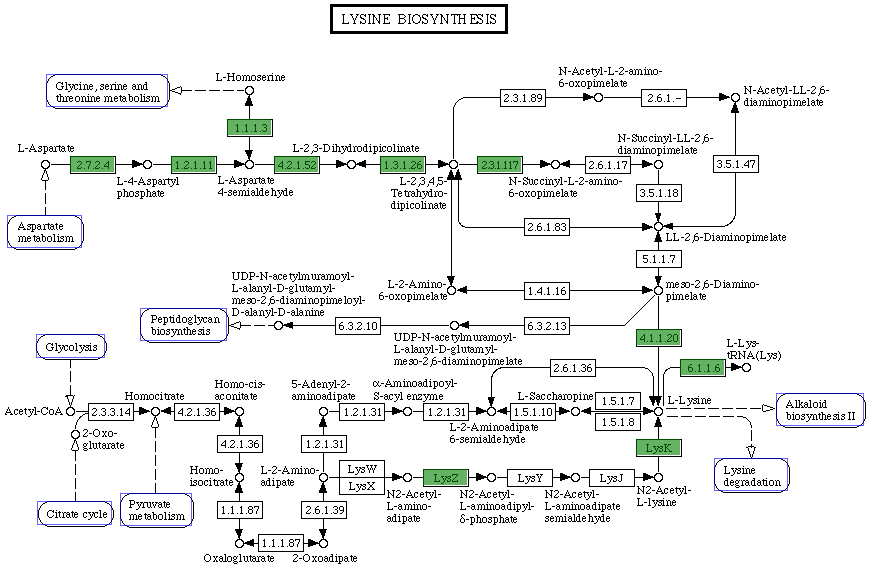 LYSINE BIOSYNTHESIS
Glycine, serine and
threonine metabolism
L-Homoserine
1.1.1.3
N-Acetyl-L-2-amino-
6-oxopimelate
2.3.1.89
2.6.1.-
N-Acetyl-LL-2,6-
diaminopimelate
L-Aspartate
2.7.2.4
L-4-Aspartyl
phosphate
1.2.1.11
L-Aspartate
4-semialdehyde
4.2.1.52
L-2,3-Dihydrodipicolinate
1.3.1.26
L-2,3,4,5-
Tetrahydro-
dipicolinate
2.3.1.117
N-Succinyl-L-2-amino-
6-oxopimelate
2.6.1.17
N-Succinyl-LL-2,6-
diaminopimelate
3.5.1.47
3.5.1.18
Aspartate
metabolism
2.6.1.83
LL-2,6-Diaminopimelate
5.1.1.7
L-2-Amino-
6-oxopimelate
1.4.1.16
meso-2,6-Diamino-
pimelate
UDP-N-acetylmuramoyl-
L-alanyl-D-glutamyl-
meso-2,6-diaminopimeloyl-
D-alanyl-D-alanine
Peptidoglycan
biosynthesis
6.3.2.10
6.3.2.13
UDP-N-acetylmuramoyl-
L-alanyl-D-glutamyl-
meso-2,6-diaminopimelate
4.1.1.20
L-Lys-
tRNA(Lys)
6.1.1.6
Glycolysis
2.6.1.36
Acetyl-CoA
2.3.3.14
Homocitrate
4.2.1.36
Homo-cis-
aconitate
5-Adenyl-2-
aminoadipate
1.2.1.31
α-Aminoadipoyl-
S-acyl enzyme
1.2.1.31
L-2-Aminoadipate
6-semialdehyde
1.5.1.10
L-Saccharopine
1.5.1.7
1.5.1.8
L-Lysine
Alkaloid
biosynthesis II
2-Oxo-
glutarate
4.2.1.36
1.2.1.31
LysK
Homo-
isocitrate
L-2-Amino-
adipate
LysW
LysX
N2-Acetyl-
L-amino-
adipate
LysZ
N2-Acetyl-
L-aminoadipyl-
δ-phosphate
LysY
N2-Acetyl-
L-aminoadipate
semialdehyde
LysJ
N2-Acetyl-
L-lysine
Lysine
degradation
Citrate cycle
Pyruvate
metabolism
1.1.1.87
2.6.1.39
1.1.1.87
Oxaloglutarate
2-Oxoadipate